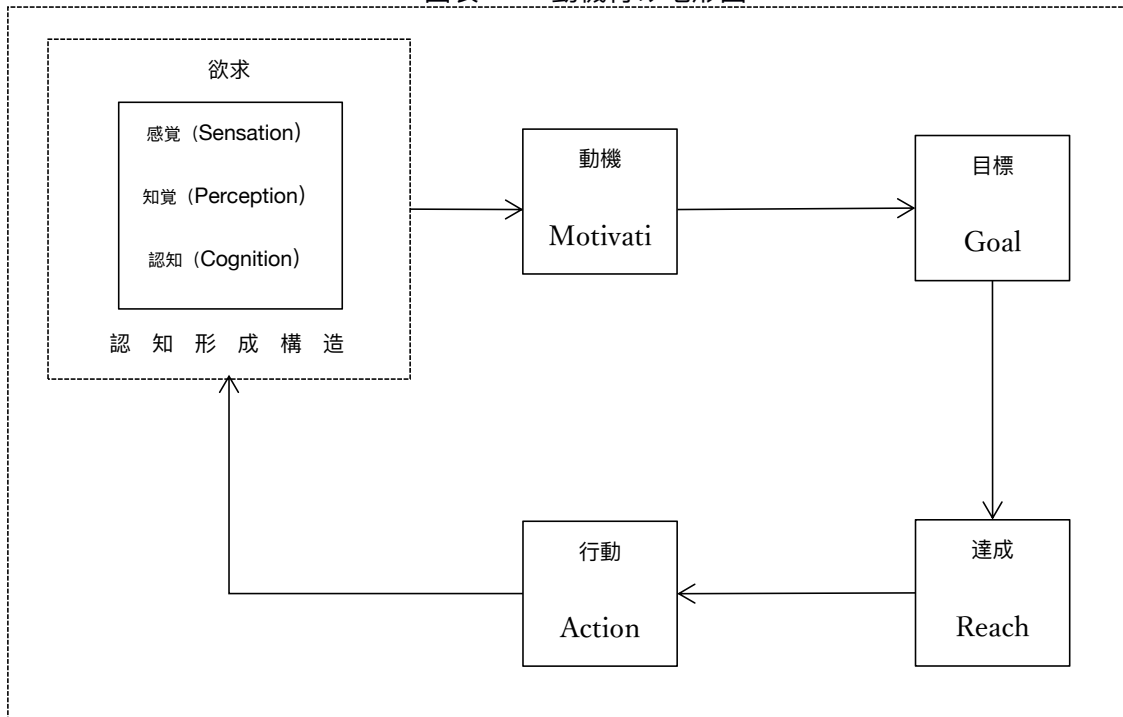 欲求
感覚（Sensation）
知覚（Perception）
認知（Cognition）
認知形成構造
動機
Motivati
目標
Goal
達成
Reach
行動
Action